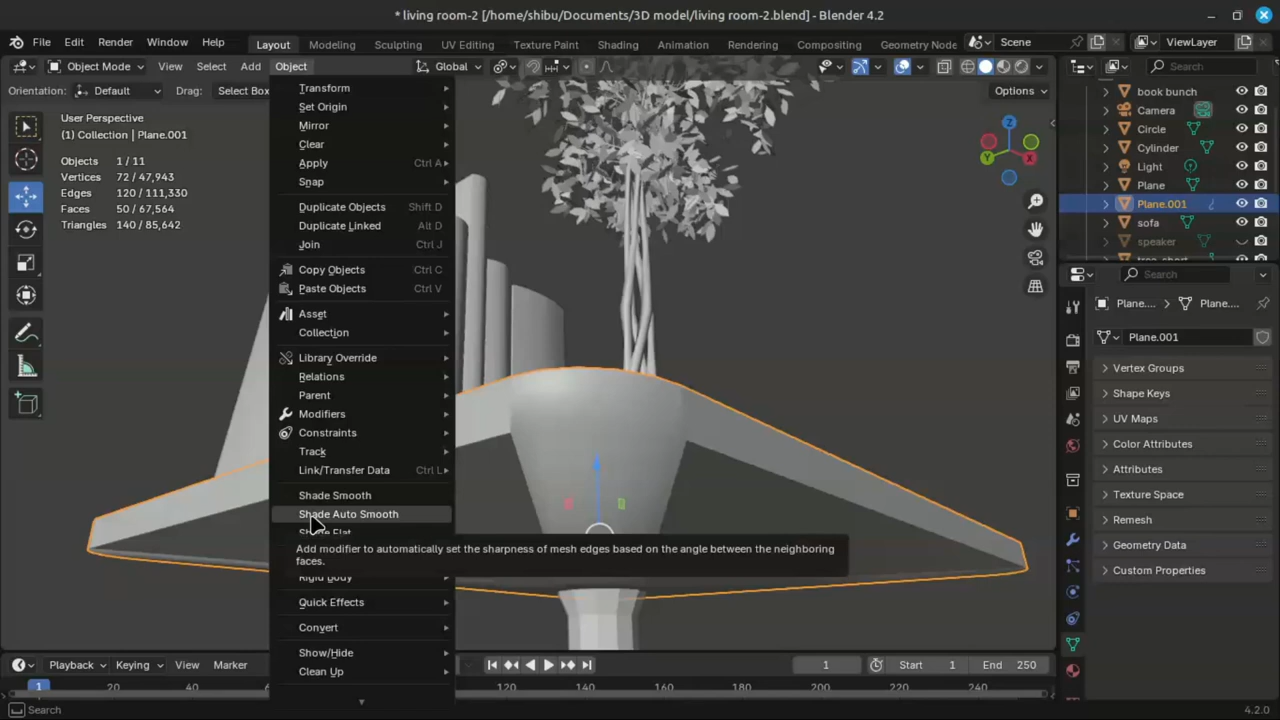 * living room-2 [/home/shibu/Documents/3D model/living room-2.blend] - Blender 4.2
File Edit Render Window Help
Layout Modeling Sculpting UV Editing Texture Paint Shading Animation Rendering Compositing Geometry Node
Scene
ViewLayer
Object Mode View Select Add Object
Global
Search
Orientation: Default Drag: Select Box
Options
User Perspective
(1) Collection | Plane.001
Objects 1 / 11
Vertices 72 / 47,943
Edges 120 / 111,330
Faces 50 / 67,564
Triangles 140 / 85,642
Transform
Set Origin
Mirror
Clear
Apply Ctrl A
Snap
Duplicate Objects Shift D
Duplicate Linked Alt D
Join Ctrl J
Copy Objects Ctrl C
Paste Objects Ctrl V
Asset
Collection
Library Override
Relations
Parent
Modifiers
Constraints
Track
Link/Transfer Data Ctrl L
Shade Smooth
Shade Auto Smooth
Shade Flat
Add modifier to automatically set the sharpness of mesh edges based on the angle between the neighboring
faces.
Rigid Body
Quick Effects
Convert
Show/Hide
Clean Up
Z
Y
X
book bunch
Camera
Circle
Cylinder
Light
Plane
Plane.001
sofa
speaker
tree_short
Search
Plane.... Plane....
Plane.001
Vertex Groups
Shape Keys
UV Maps
Color Attributes
Attributes
Texture Space
Remesh
Geometry Data
Custom Properties
Playback Keying View Marker
1
Start 1
End 250
1 20 40 60 120 140 160 180 200 220 240
Search
4.2.0